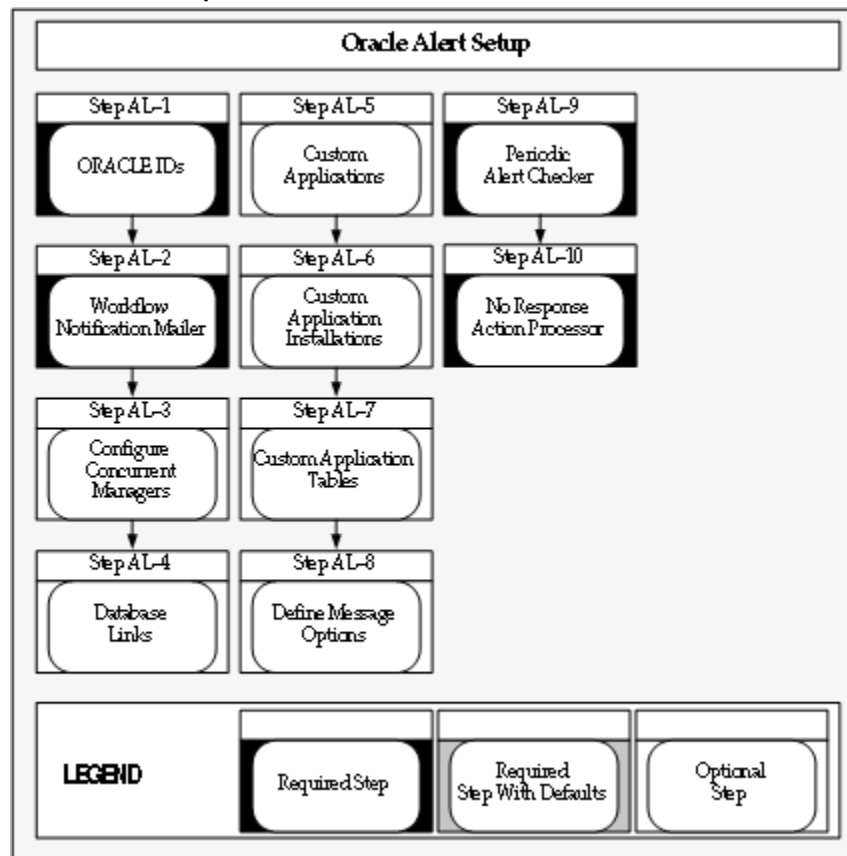 Oracle Alert Setup
Step AL-1
ORACLE IDs
Step AL-2
Workflow
Notification Mailer
Step AL-3
Configure
Concurrent
Managers
Step AL-4
Database
Links
Step AL-5
Custom
Applications
Step AL-6
Custom
Application
Installations
Step AL-7
Custom Application
Tables
Step AL-8
Define Message
Options
Step AL-9
Periodic
Alert Checker
Step AL-10
No Response
Action Processor
LEGEND
Required Step
Required
Step With Defaults
Optional
Step